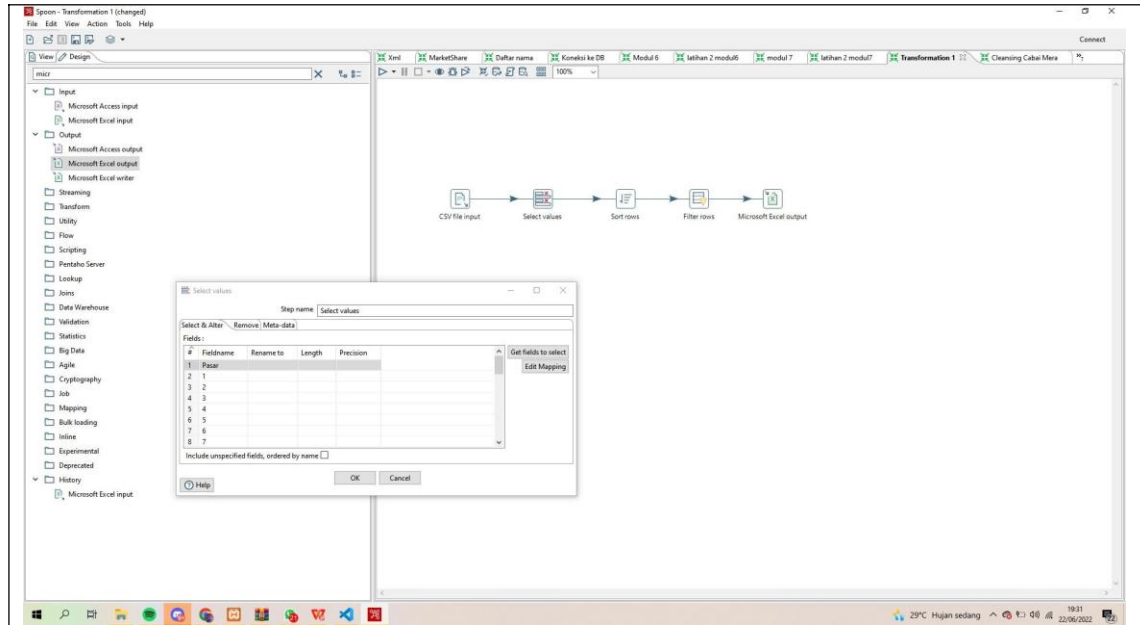 Spoon - Transformation 1 (changed)
File Edit View Action Tools Help
Connect
View Design
micr
Input
Microsoft Access input
Microsoft Excel input
Output
Microsoft Access output
Microsoft Excel output
Microsoft Excel writer
Streaming
Transform
Utility
Flow
Scripting
Pentaho Server
Lookup
Joins
Data Warehouse
Validation
Statistics
Big Data
Agile
Cryptography
Job
Mapping
Bulk loading
Inline
Experimental
Deprecated
History
Microsoft Excel input
Xml MarketShare Daftar nama Koneksi ke DB Modul 6 latihan 2 modul6 modul 7 latihan 2 modul7 Transformation 1 Cleansing Cabai Mera
100%
CSV file input Select values Sort rows Filter rows Microsoft Excel output
Select values
Step name Select values
Select & Alter Remove Meta-data
Fields :
# Fieldname Rename to Length Precision
1 Pasar
2 1
3 2
4 3
5 4
6 5
7 6
8 7
Get fields to select
Edit Mapping
Include unspecified fields, ordered by name
Help OK Cancel
29°C Hujan sedang
19:31
22/06/2022